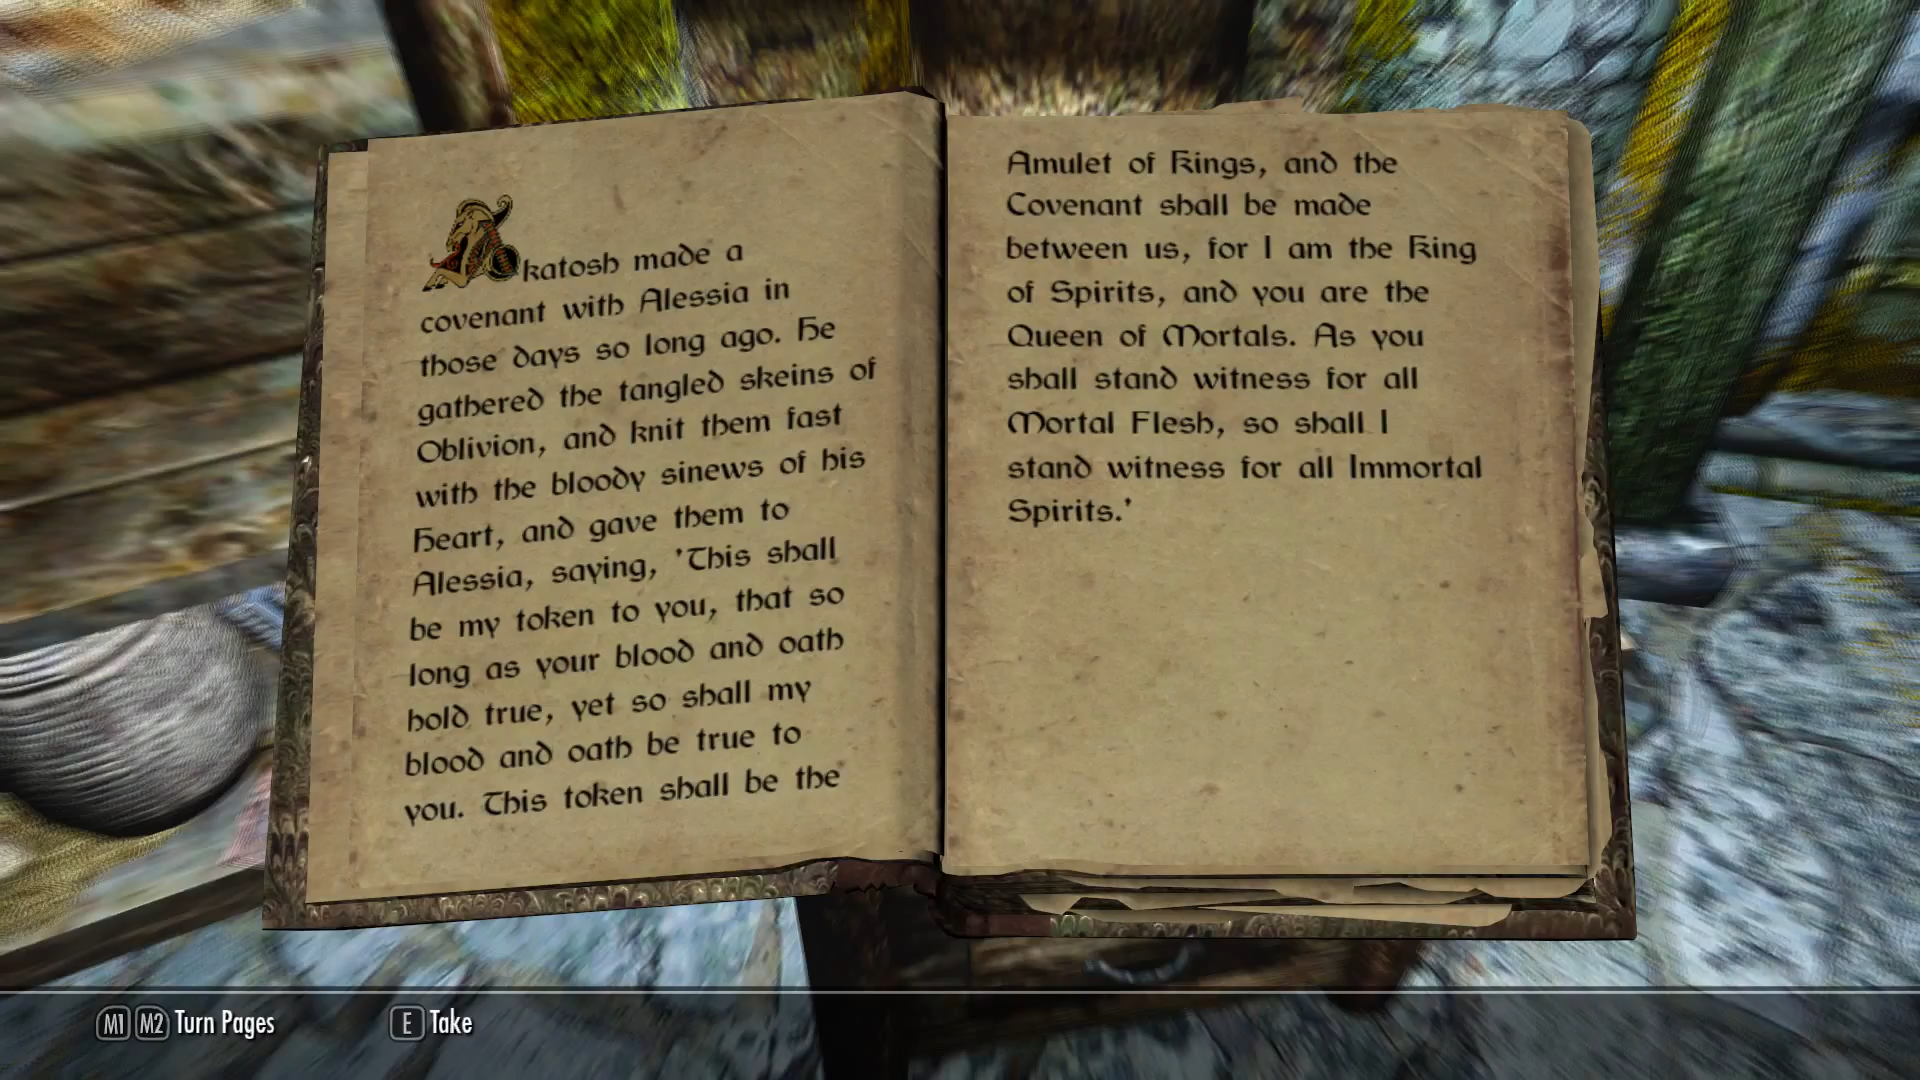 Akatosh made a
covenant with Alessia in
those days so long ago. He
gathered the tangled skeins of
Oblivion, and knit them fast
with the bloody sinews of his
Heart, and gave them to
Alessia, saying, 'This shall
be my token to you, that so
long as your blood and oath
hold true, yet so shall my
blood and oath be true to
you. This token shall be the
Amulet of Kings, and the
Covenant shall be made
between us, for I am the King
of Spirits, and you are the
Queen of Mortals. As you
shall stand witness for all
Mortal Flesh, so shall I
stand witness for all Immortal
Spirits.'
M1 M2 Turn Pages
E Take